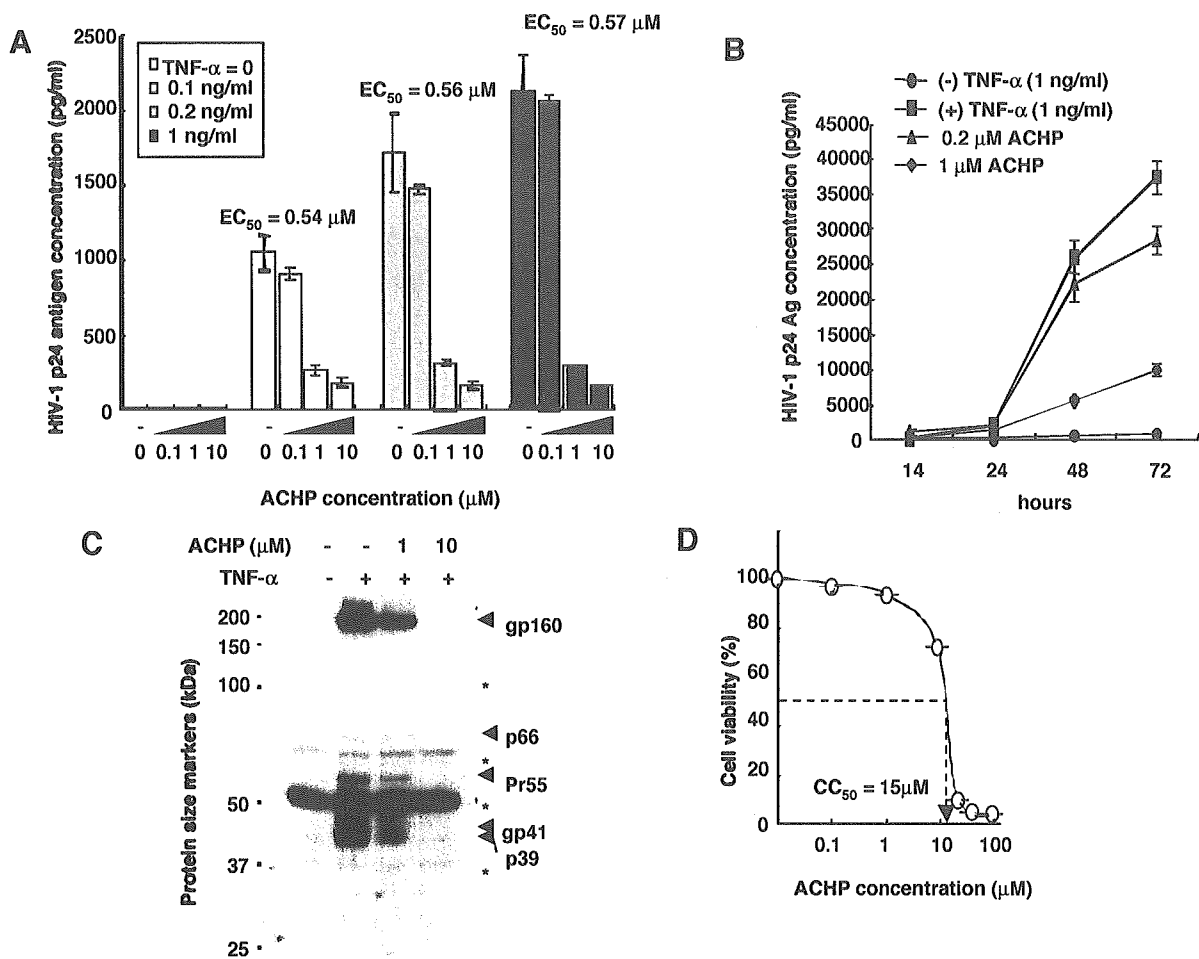 A
HIV-1 p24 antigen concentration (pg/ml)
2500
2000
1500
1000
500
0
TNF-α = 0
0.1 ng/ml
0.2 ng/ml
1 ng/ml
EC50 = 0.54 μM
EC50 = 0.56 μM
EC50 = 0.57 μM
- - - -
0 0.1 1 10 0 0.1 1 10 0 0.1 1 10 0 0.1 1 10
ACHP concentration (μM)
B
(-) TNF-α (1 ng/ml)
(+) TNF-α (1 ng/ml)
0.2 μM ACHP
1 μM ACHP
HIV-1 p24 Ag concentration (pg/ml)
45000
40000
35000
30000
25000
20000
15000
10000
5000
0
14 24 48 72
hours
C
ACHP (μM) - - 1 10
TNF-α - + + +
Protein size markers (kDa)
200
150
100
50
37
25
gp160
*
p66
*
Pr55
*
gp41
p39
*
D
Cell viability (%)
100
80
60
40
20
0
CC50 = 15μM
0.1 1 10 100
ACHP concentration (μM)